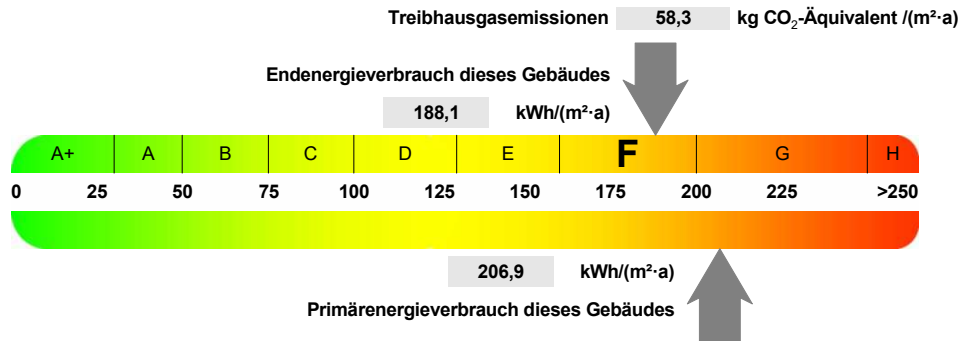 Treibhausgasemissionen 58,3 kg CO₂-Äquivalent /(m²·a)
Endenergieverbrauch dieses Gebäudes
188,1 kWh/(m²·a)
A+ A B C D E F G H
0 25 50 75 100 125 150 175 200 225 >250
206,9 kWh/(m²·a)
Primärenergieverbrauch dieses Gebäudes